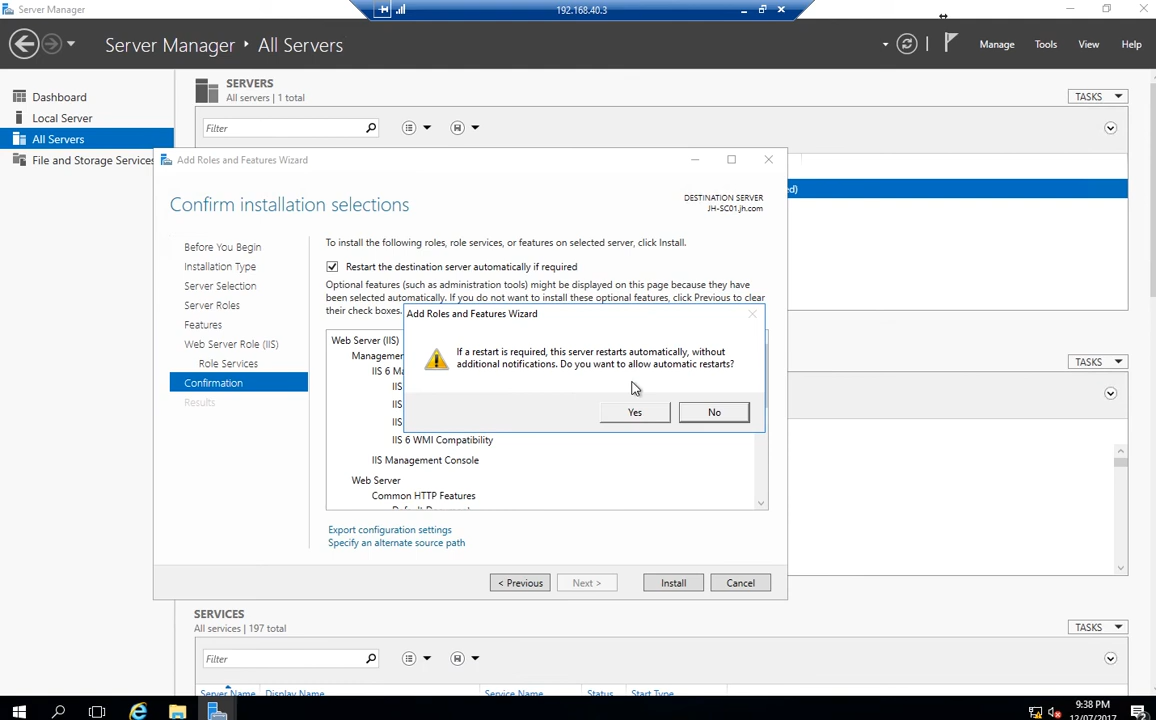 Server Manager
192.168.40.3
Server Manager
All Servers
Manage
Tools
View
Help
Dashboard
Local Server
All Servers
File and Storage Services
SERVERS
All servers | 1 total
TASKS
Filter
Add Roles and Features Wizard
Confirm installation selections
DESTINATION SERVER
JH-SC01.jh.com
Before You Begin
Installation Type
Server Selection
Server Roles
Features
Web Server Role (IIS)
Role Services
Confirmation
Results
To install the following roles, role services, or features on selected server, click Install.
Restart the destination server automatically if required
Optional features (such as administration tools) might be displayed on this page because they have
been selected automatically. If you do not want to install these optional features, click Previous to clear
their check boxes.
Web Server (IIS)
IIS 6 WMI Compatibility
IIS Management Console
Web Server
Common HTTP Features
Export configuration settings
Specify an alternate source path
< Previous
Next >
Install
Cancel
Add Roles and Features Wizard
If a restart is required, this server restarts automatically, without
additional notifications. Do you want to allow automatic restarts?
Yes
No
TASKS
SERVICES
All services | 197 total
TASKS
Filter
Server Name
Display Name
Service Name
Status
Start Type
9:38 PM
12/07/2017